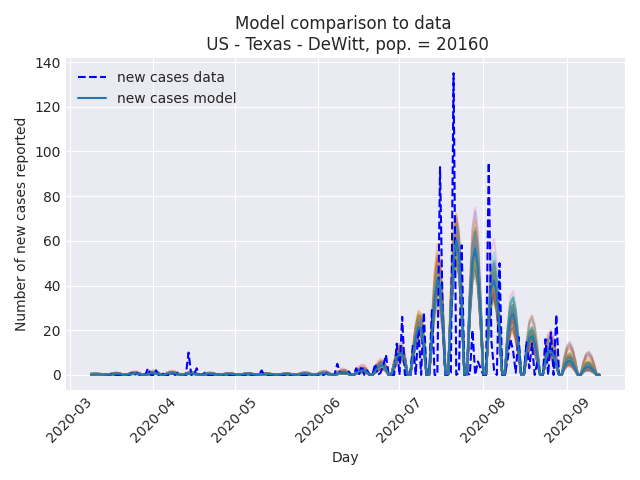 Model comparison to data
US - Texas - DeWitt, pop. = 20160
new cases data
new cases model
Number of new cases reported
140
120
100
80
60
40
20
0
2020-03
2020-04
2020-05
2020-06
2020-07
2020-08
2020-09
Day